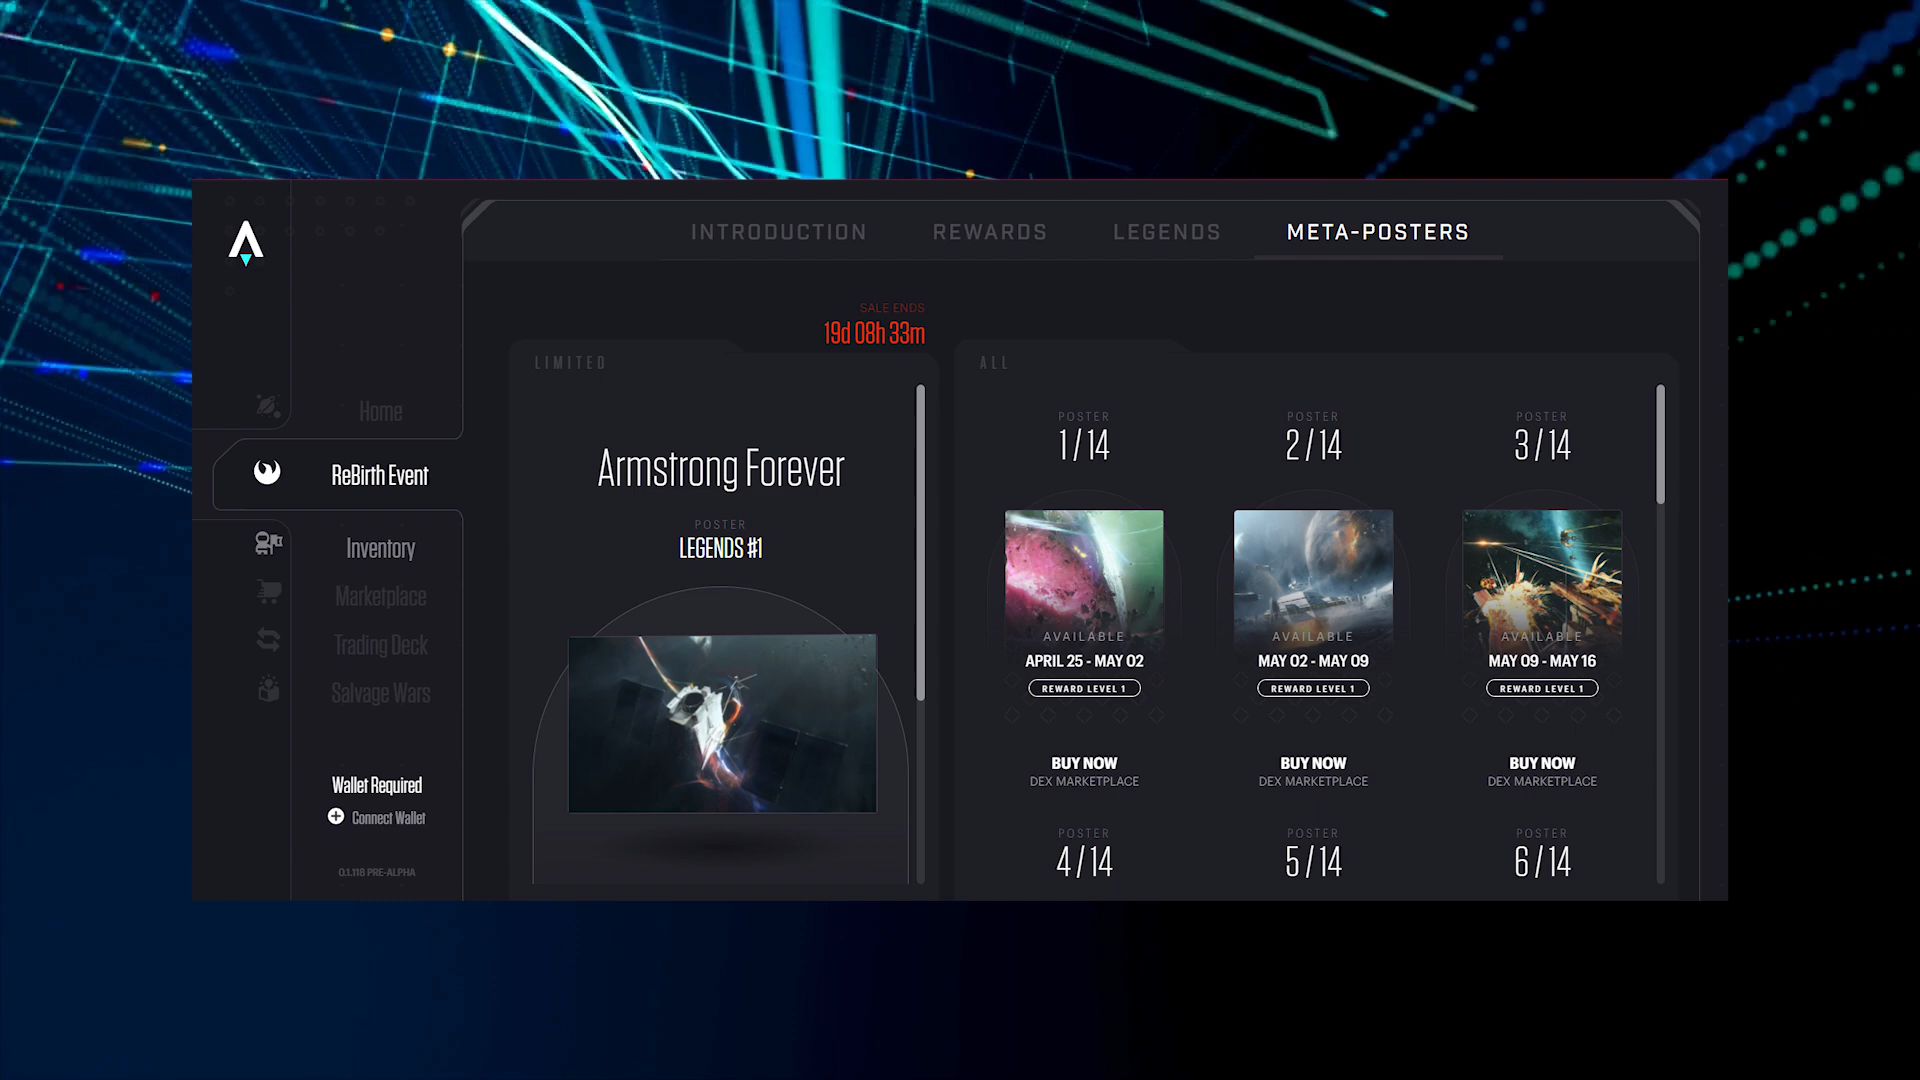 INTRODUCTION
REWARDS
LEGENDS
META-POSTERS
Home
ReBirth Event
Inventory
Marketplace
Trading Deck
Salvage Wars
Wallet Required
Connect Wallet
0.1.118 PRE-ALPHA
SALE ENDS
19d 08h 33m
LIMITED
Armstrong Forever
POSTER
LEGENDS #1
ALL
POSTER
1/14
AVAILABLE
APRIL 25 - MAY 02
REWARD LEVEL 1
BUY NOW
DEX MARKETPLACE
POSTER
2/14
AVAILABLE
MAY 02 - MAY 09
REWARD LEVEL 1
BUY NOW
DEX MARKETPLACE
POSTER
3/14
AVAILABLE
MAY 09 - MAY 16
REWARD LEVEL 1
BUY NOW
DEX MARKETPLACE
POSTER
4/14
POSTER
5/14
POSTER
6/14